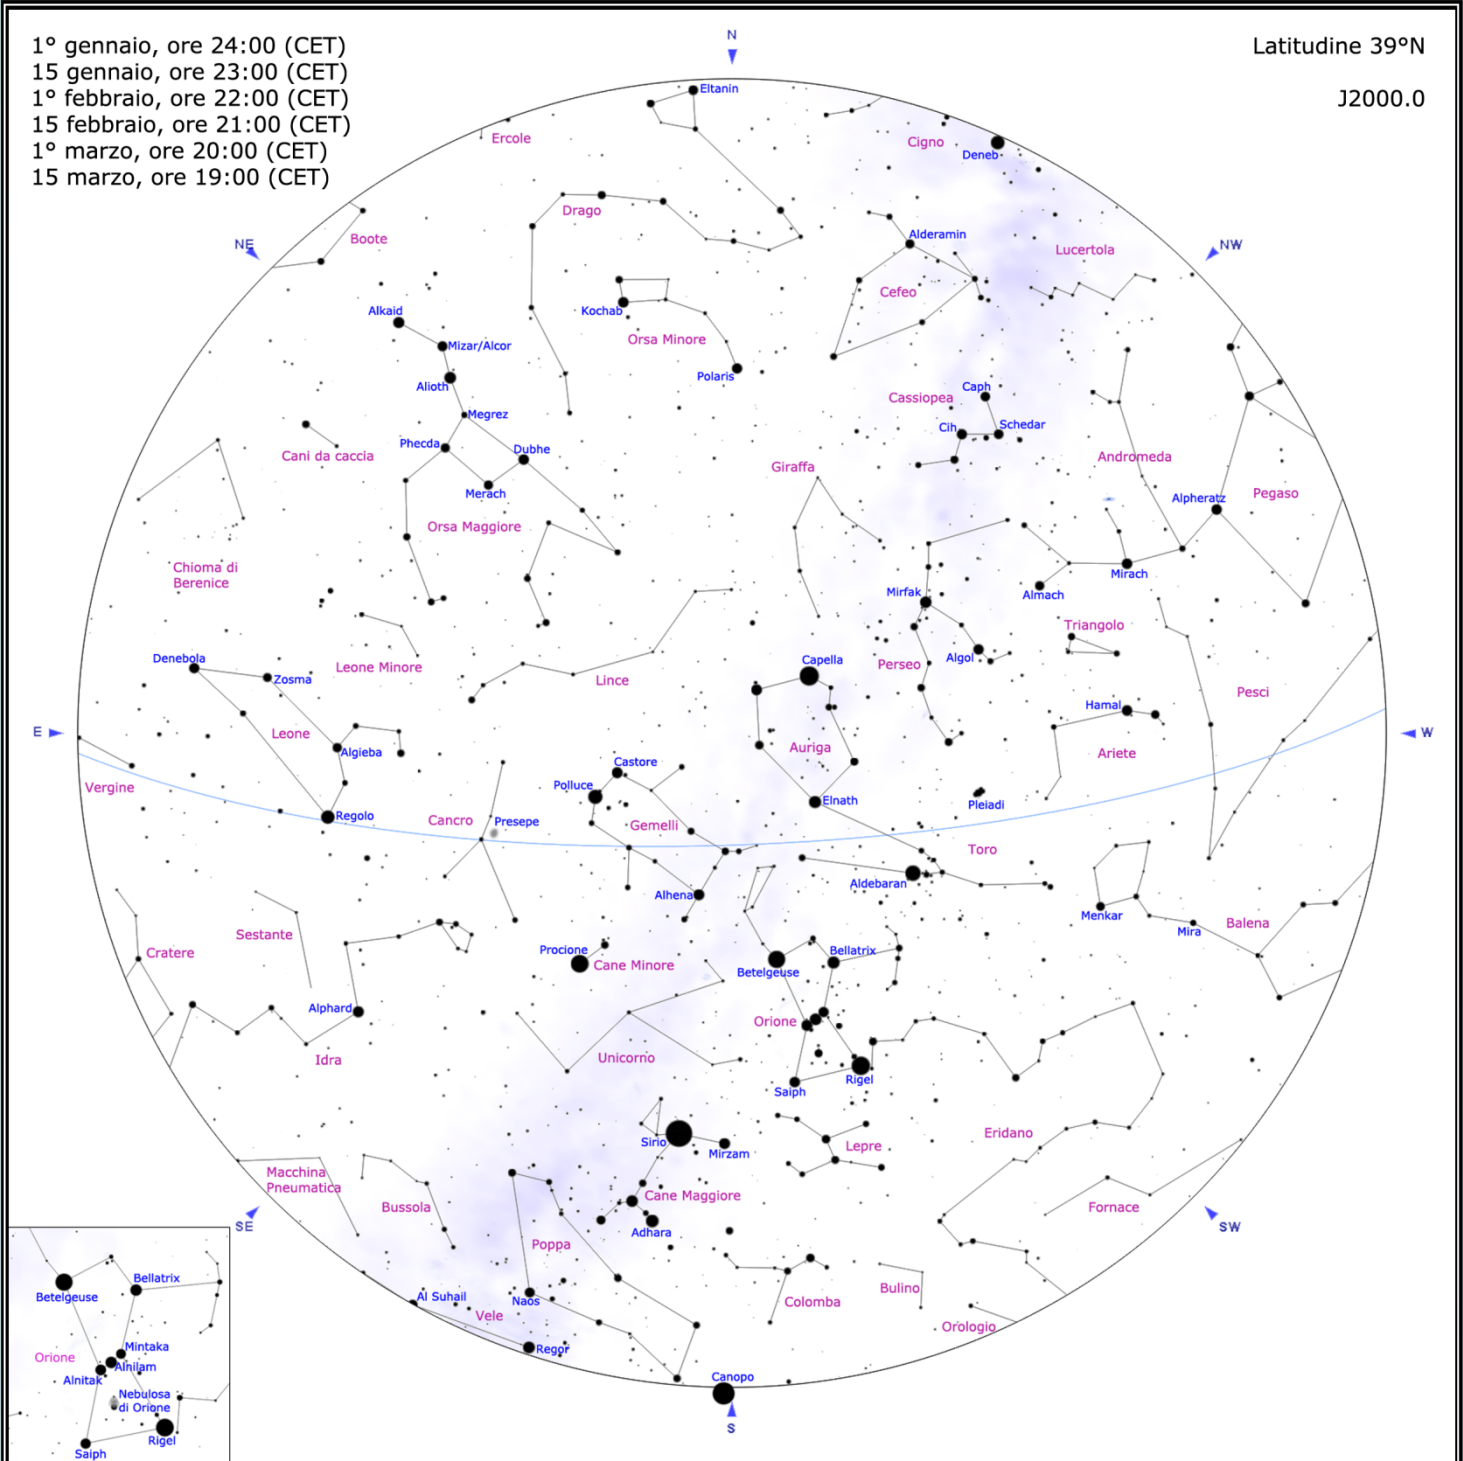 1° gennaio, ore 24:00 (CET)
15 gennaio, ore 23:00 (CET)
1° febbraio, ore 22:00 (CET)
15 febbraio, ore 21:00 (CET)
1° marzo, ore 20:00 (CET)
15 marzo, ore 19:00 (CET)
Latitudine 39°N
J2000.0
N
Eltanin
Ercole
Cigno
Deneb
Drago
Boote
NE
Alderamin
Lucertola
NW
Cefeo
Alkaid
Kochab
Orsa Minore
Mizar/Alcor
Polaris
Alioth
Caph
Cassiopea
Megrez
Cih
Schedar
Phecda
Dubhe
Cani da caccia
Andromeda
Giraffa
Merach
Alpheratz
Pegaso
Orsa Maggiore
Chioma di
Berenice
Mirach
Mirfak
Almach
Triangolo
Denebola
Zosma
Leone Minore
Lince
Capella
Perseo
Algol
Pesci
Hamal
E
Leone
Algieba
Auriga
Ariete
W
Castore
Vergine
Polluce
Elnath
Pleiadi
Regolo
Cancro
Presepe
Gemelli
Toro
Aldebaran
Alhena
Menkar
Mira
Balena
Sestante
Cratere
Procione
Cane Minore
Betelgeuse
Bellatrix
Alphard
Orione
Idra
Unicorno
Rigel
Saiph
Sirio
Mirzam
Lepre
Eridano
Macchina
Pneumatica
Bussola
Cane Maggiore
Fornace
SE
Adhara
SW
Poppa
Al Suhail
Naos
Vele
Colomba
Bulino
Orologio
Regor
Canopo
S
Bellatrix
Betelgeuse
Mintaka
Orione
Alnilam
Alnitak
Nebulosa
di Orione
Rigel
Saiph